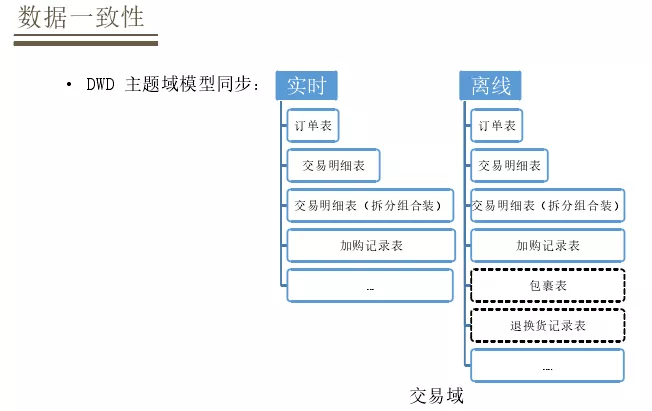 数据一致性
• DWD 主题域模型同步：
实时
订单表
交易明细表
交易明细表（拆分组合装）
加购记录表
...
离线
订单表
交易明细表
交易明细表（拆分组合装）
加购记录表
包裹表
退换货记录表
....
交易域